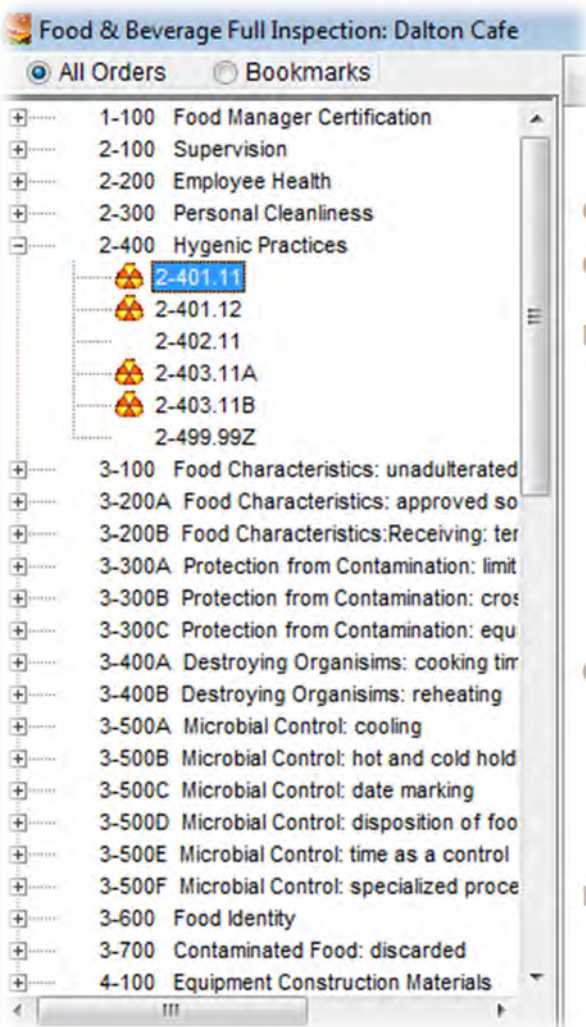 Food & Beverage Full Inspection: Dalton Cafe
All Orders Bookmarks
1-100 Food Manager Certification
2-100 Supervision
2-200 Employee Health
2-300 Personal Cleanliness
2-400 Hygenic Practices
2-401.11
2-401.12
2-402.11
2-403.11A
2-403.11B
2-499.99Z
3-100 Food Characteristics: unadulterated
3-200A Food Characteristics: approved so
3-200B Food Characteristics:Receiving: ter
3-300A Protection from Contamination: limit
3-300B Protection from Contamination: cros
3-300C Protection from Contamination: equ
3-400A Destroying Organisims: cooking tim
3-400B Destroying Organisims: reheating
3-500A Microbial Control: cooling
3-500B Microbial Control: hot and cold hold
3-500C Microbial Control: date marking
3-500D Microbial Control: disposition of foo
3-500E Microbial Control: time as a control
3-500F Microbial Control: specialized proce
3-600 Food Identity
3-700 Contaminated Food: discarded
4-100 Equipment Construction Materials